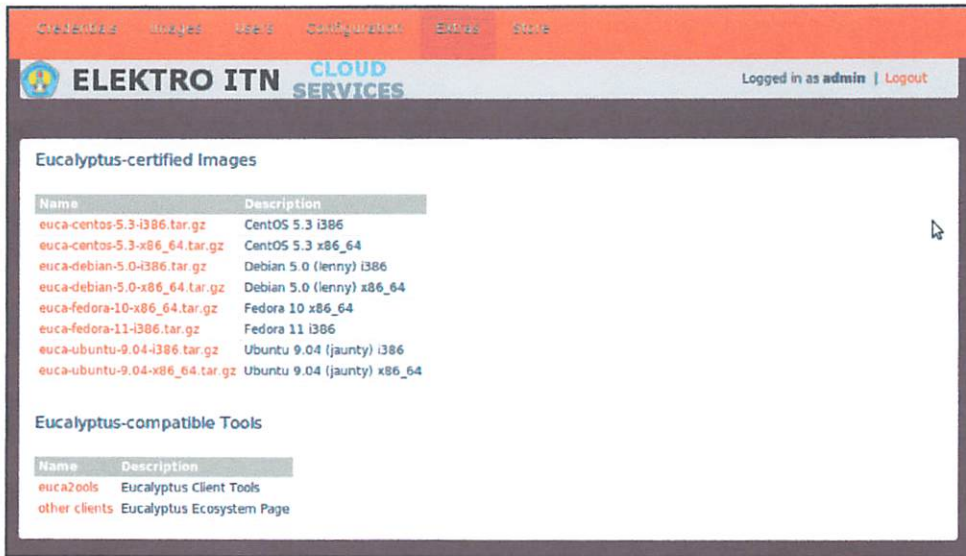 Credentials Images Users Configuration Extras Store
ELEKTRO ITN CLOUD SERVICES
Logged in as admin | Logout
Eucalyptus-certified Images
Name Description
euca-centos-5.3-i386.tar.gz CentOS 5.3 i386
euca-centos-5.3-x86_64.tar.gz CentOS 5.3 x86_64
euca-debian-5.0-i386.tar.gz Debian 5.0 (lenny) i386
euca-debian-5.0-x86_64.tar.gz Debian 5.0 (lenny) x86_64
euca-fedora-10-x86_64.tar.gz Fedora 10 x86_64
euca-fedora-11-i386.tar.gz Fedora 11 i386
euca-ubuntu-9.04-i386.tar.gz Ubuntu 9.04 (jaunty) i386
euca-ubuntu-9.04-x86_64.tar.gz Ubuntu 9.04 (jaunty) x86_64
Eucalyptus-compatible Tools
Name Description
euca2ools Eucalyptus Client Tools
other clients Eucalyptus Ecosystem Page